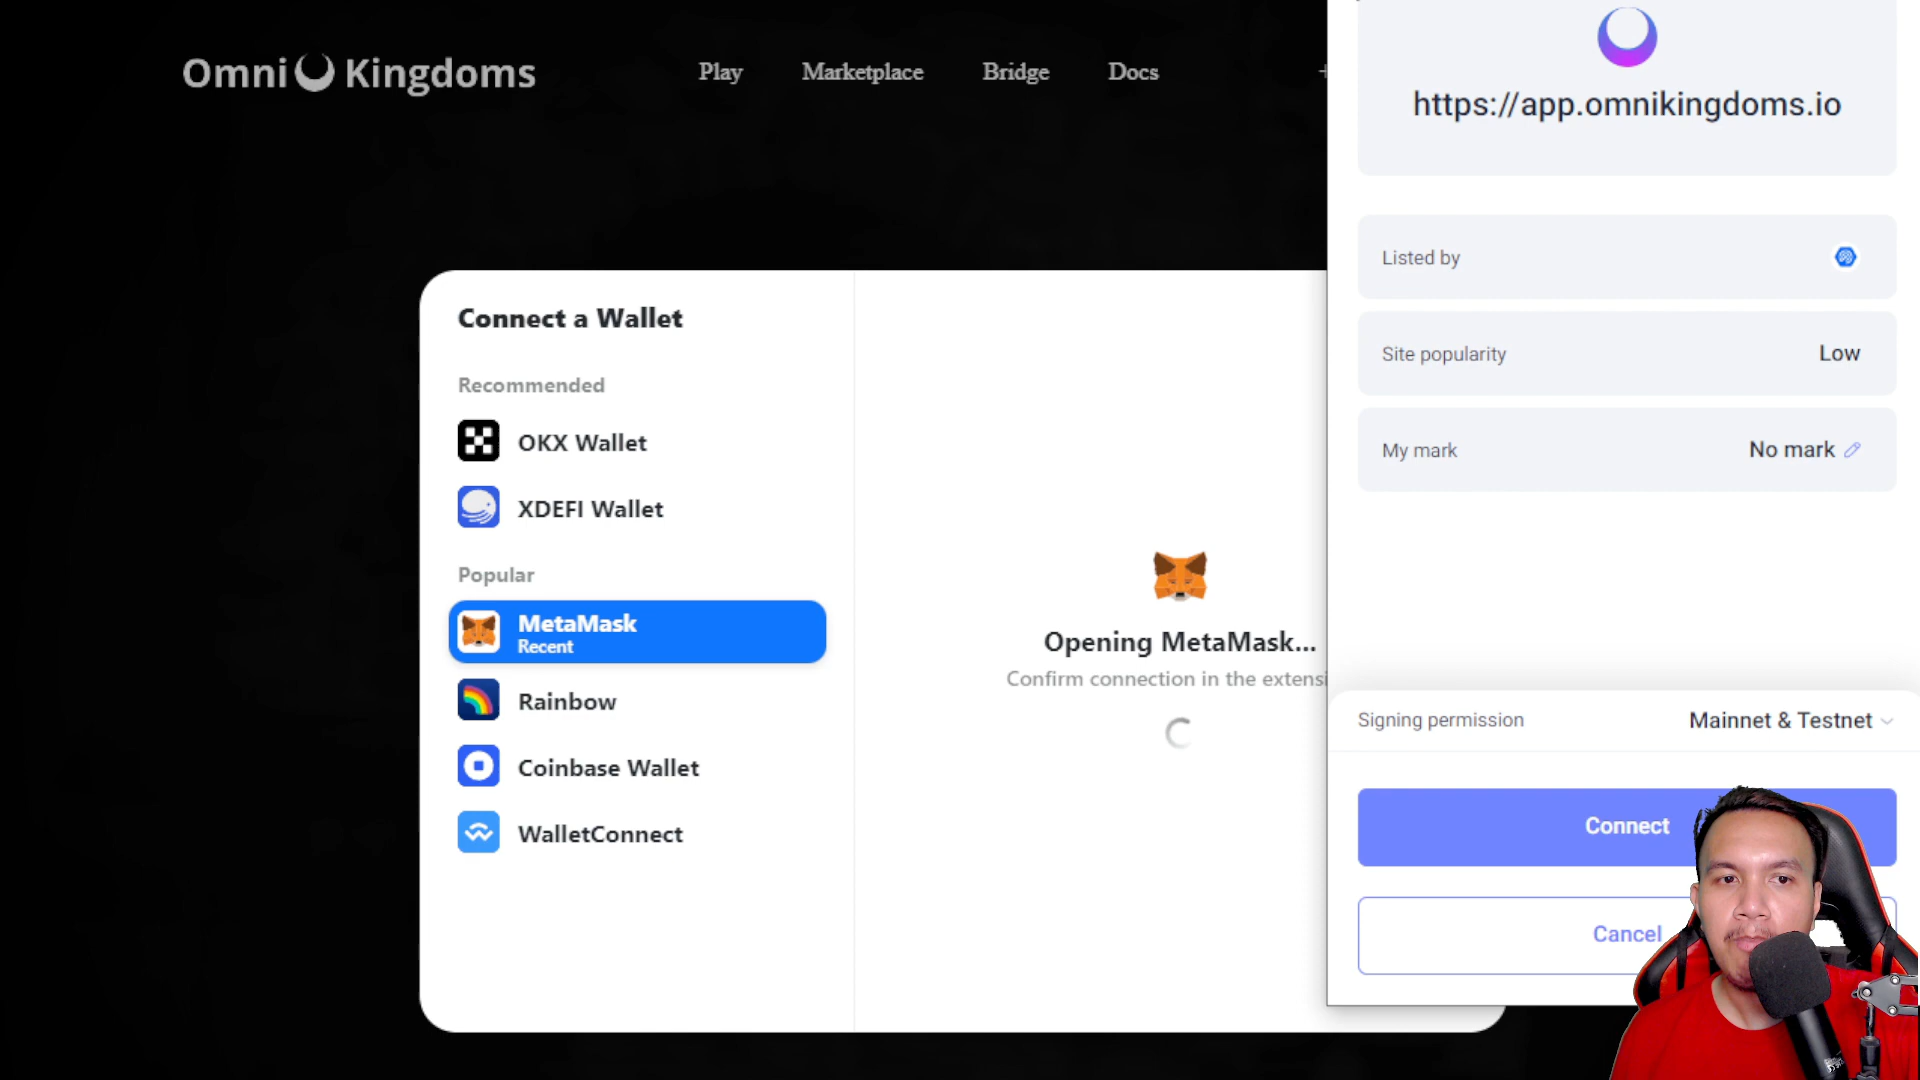 Omni Kingdoms
Play
Marketplace
Bridge
Docs
+
Connect a Wallet
Recommended
OKX Wallet
XDEFI Wallet
Popular
MetaMask
Recent
Rainbow
Coinbase Wallet
WalletConnect
Opening MetaMask...
Confirm connection in the extensi
https://app.omnikingdoms.io
Listed by
Site popularity
Low
My mark
No mark
Signing permission
Mainnet & Testnet
Connect
Cancel